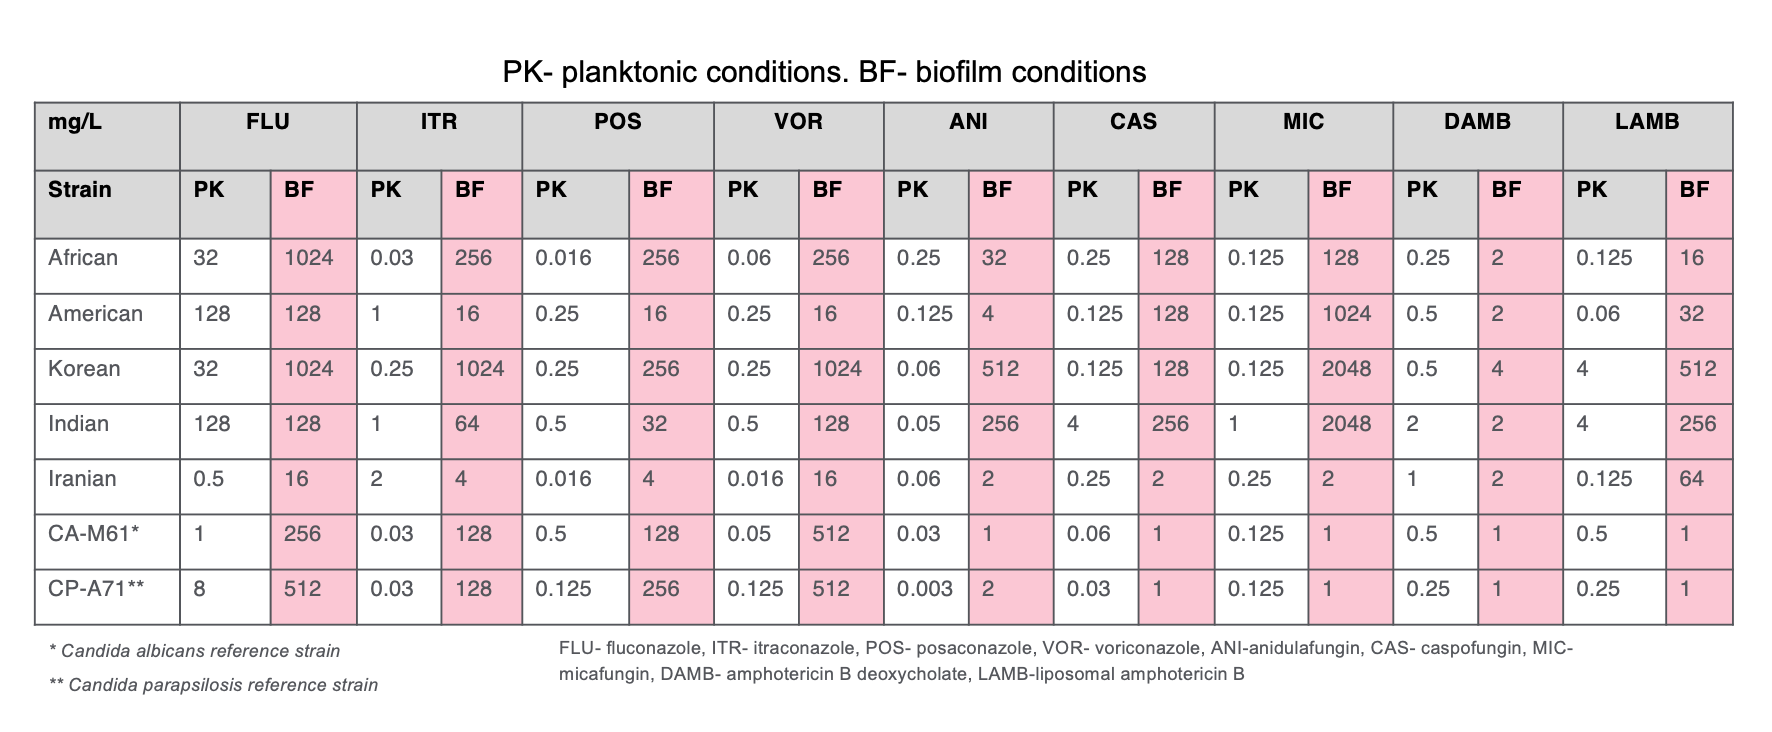 PK- planktonic conditions. BF- biofilm conditions
mg/L FLU ITR POS VOR ANI CAS MIC DAMB LAMB
Strain PK BF PK BF PK BF PK BF PK BF PK BF PK BF PK BF PK BF
African 32 1024 0.03 256 0.016 256 0.06 256 0.25 32 0.25 128 0.125 128 0.25 2 0.125 16
American 128 128 1 16 0.25 16 0.25 16 0.125 4 0.125 128 0.125 1024 0.5 2 0.06 32
Korean 32 1024 0.25 1024 0.25 256 0.25 1024 0.06 512 0.125 128 0.125 2048 0.5 4 4 512
Indian 128 128 1 64 0.5 32 0.5 128 0.05 256 4 256 1 2048 2 2 4 256
Iranian 0.5 16 2 4 0.016 4 0.016 16 0.06 2 0.25 2 0.25 2 1 2 0.125 64
CA-M61* 1 256 0.03 128 0.5 128 0.05 512 0.03 1 0.06 1 0.125 1 0.5 1 0.5 1
CP-A71** 8 512 0.03 128 0.125 256 0.125 512 0.003 2 0.03 1 0.125 1 0.25 1 0.25 1
* Candida albicans reference strain
** Candida parapsilosis reference strain
FLU- fluconazole, ITR- itraconazole, POS- posaconazole, VOR- voriconazole, ANI-anidulafungin, CAS- caspofungin, MIC-
micafungin, DAMB- amphotericin B deoxycholate, LAMB-liposomal amphotericin B